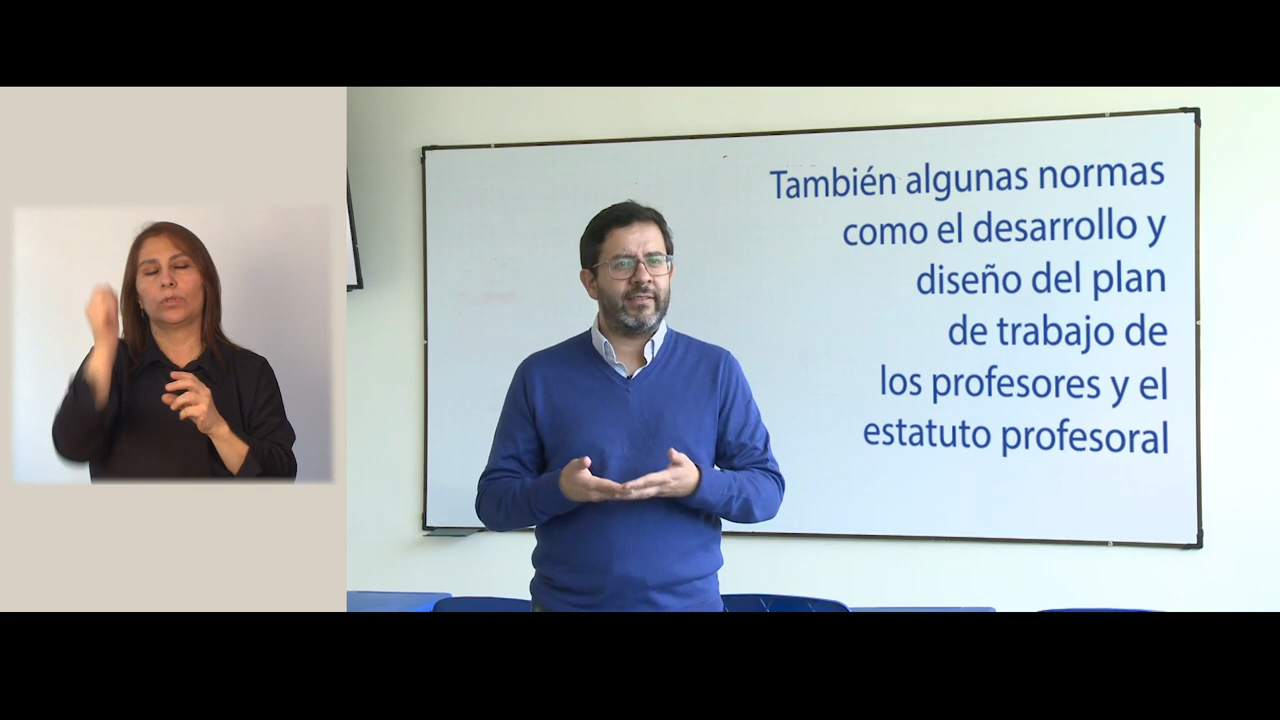 También algunas normas
como el desarrollo y
diseño del plan
de trabajo de
los profesores y el
estatuto profesoral